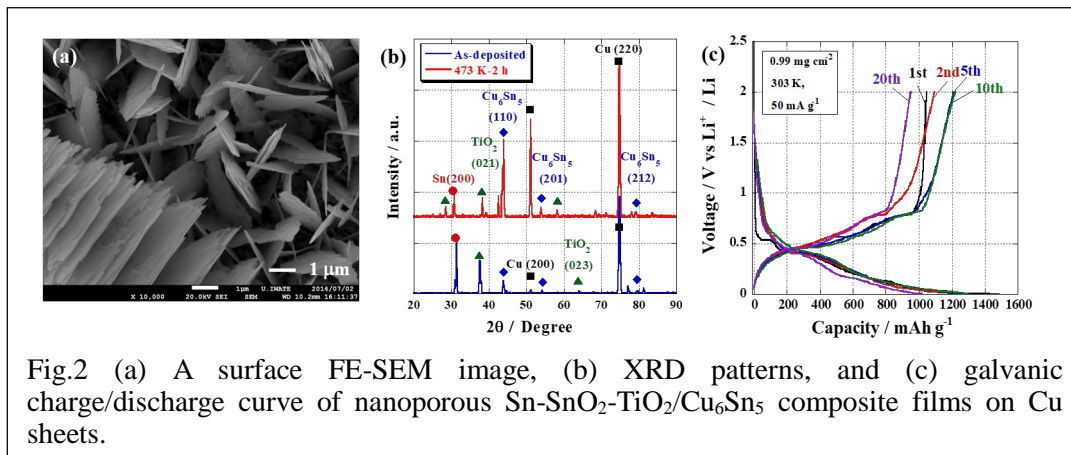 (a)
1 μm
1μm U.IWATE 2014/07/02
X 10,000 20.0kV SEI SEM WD 10.2mm 16:11:37
(b)
As-deposited
473 K-2 h
Cu (220)
Cu6Sn5
(110)
TiO2
(021)
Sn(200)
Cu6Sn5
(201)
Cu6Sn5
(212)
Cu (200)
TiO2
(023)
Intensity / a.u.
10 20 30 40 50 60 70 80 90
2θ / Degree
(c)
0.99 mg cm-2
303 K,
50 mA g-1
20th
1st
2nd
5th
10th
Voltage / V vs Li+ / Li
2.5
2
1.5
1
0.5
0
0 200 400 600 800 1000 1200 1400 1600
Capacity / mAh g-1
Fig.2 (a) A surface FE-SEM image, (b) XRD patterns, and (c) galvanic
charge/discharge curve of nanoporous Sn-SnO2-TiO2/Cu6Sn5 composite films on Cu
sheets.